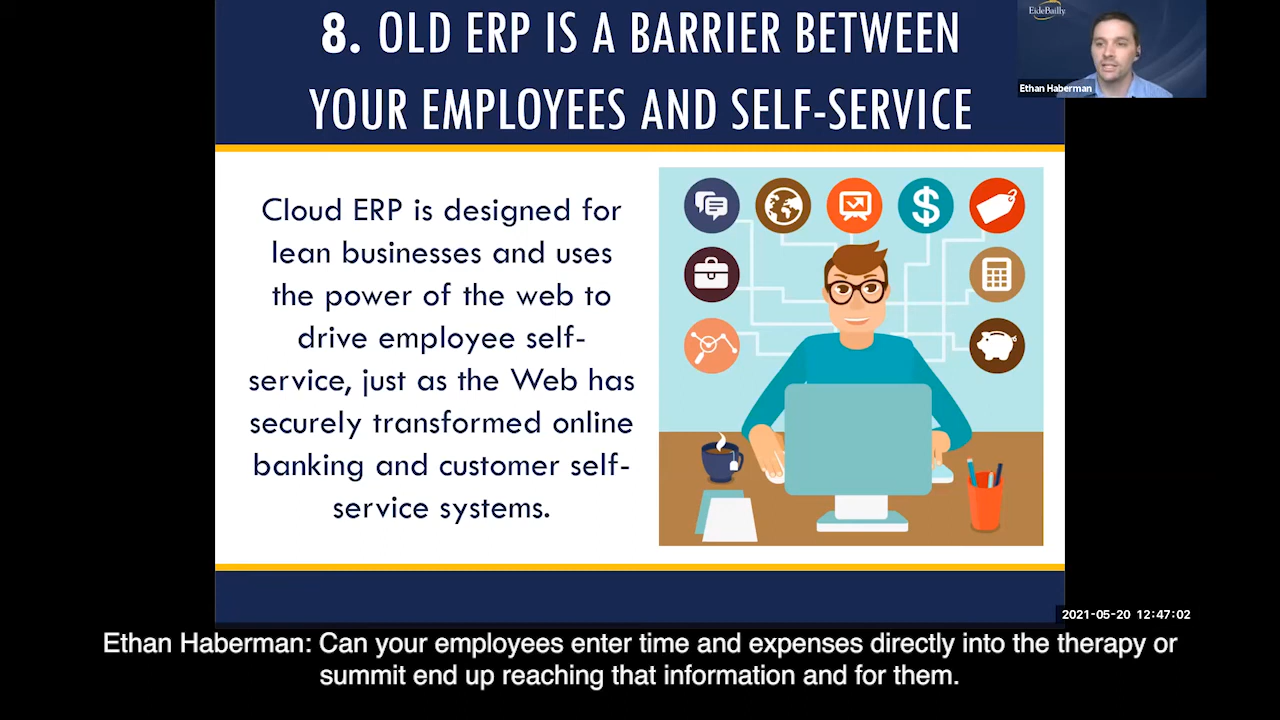 8. OLD ERP IS A BARRIER BETWEEN
YOUR EMPLOYEES AND SELF-SERVICE
EideBailly
Ethan Haberman
Cloud ERP is designed for
lean businesses and uses
the power of the web to
drive employee self-
service, just as the Web has
securely transformed online
banking and customer self-
service systems.
$
2021-05-20 12:47:02
Ethan Haberman: Can your employees enter time and expenses directly into the therapy or
summit end up reaching that information and for them.